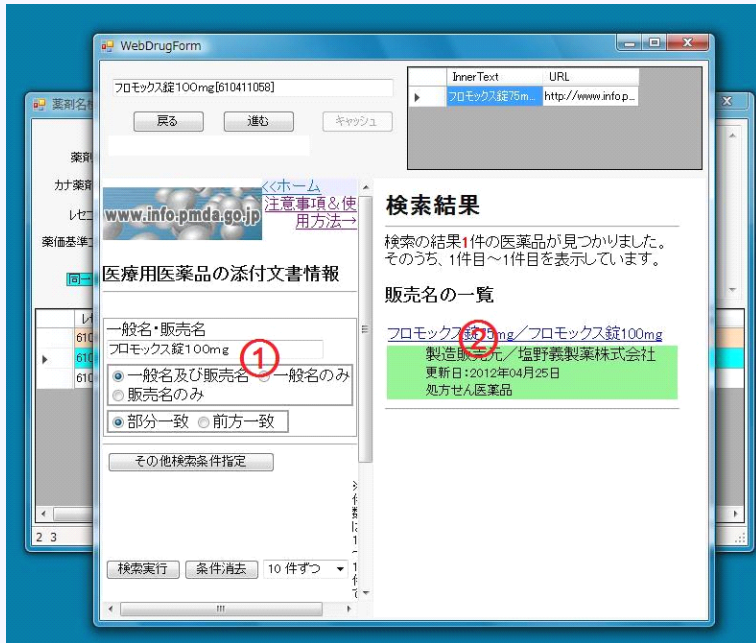 WebDrugForm
フロモックス錠100mg[610411058]
戻る 進む キャッシュ
InnerText URL
フロモックス錠75m... http://www.info.p...
薬剤名
薬剤
カナ薬剤
レセコ
薬価基準コ
同一
610
610
610
2 3
www.info.pmda.go.jp
<<ホーム
注意事項&使
用方法→
医療用医薬品の添付文書情報
一般名・販売名
フロモックス錠100mg
①
一般名及び販売名 一般名のみ
販売名のみ
部分一致 前方一致
その他検索条件指定
検索実行 条件消去 10 件ずつ
検索結果
検索の結果1件の医薬品が見つかりました。
そのうち、1件目～1件目を表示しています。
販売名の一覧
フロモックス錠75mg／フロモックス錠100mg
②
製造販売元／塩野義製薬株式会社
更新日:2012年04月25日
処方せん医薬品